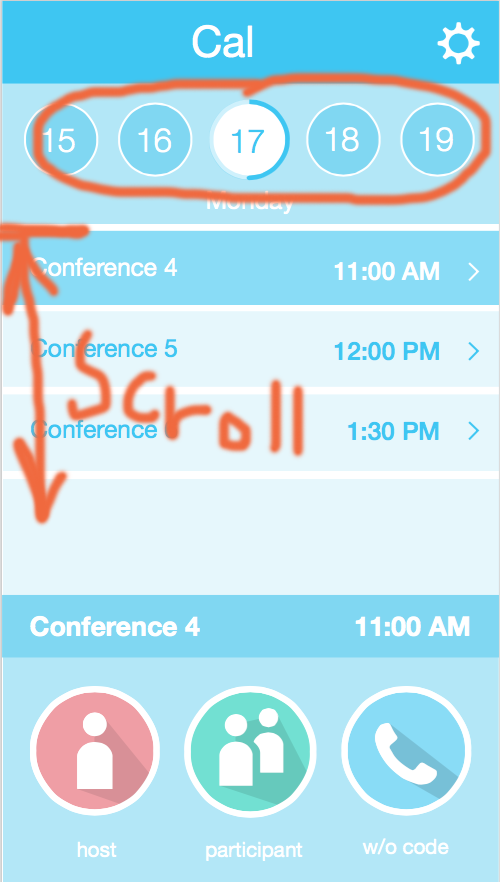 Cal
15 16 17 18 19
Monday
Conference 4 11:00 AM
Conference 5 12:00 PM
Scroll
Conference 1:30 PM
Conference 4 11:00 AM
host participant w/o code